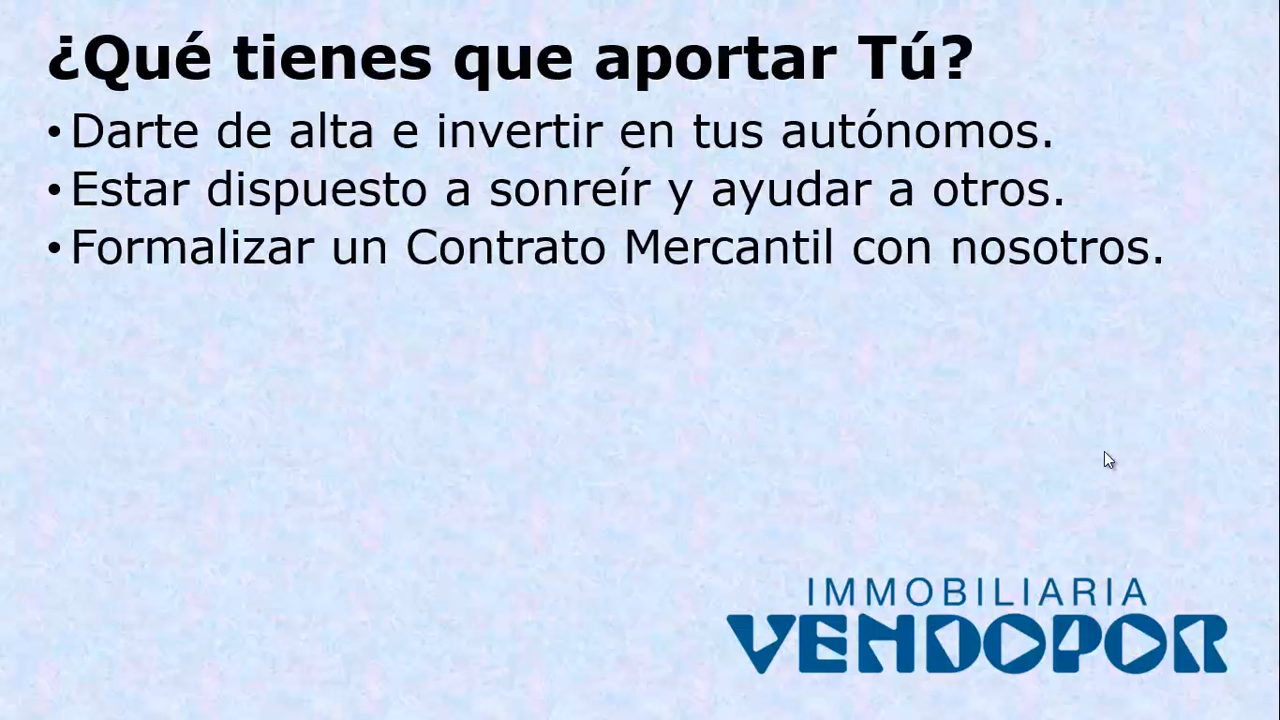 ¿Qué tienes que aportar Tú?
• Darte de alta e invertir en tus autónomos.
• Estar dispuesto a sonreír y ayudar a otros.
• Formalizar un Contrato Mercantil con nosotros.
IMMOBILIARIA
VENDOPOR